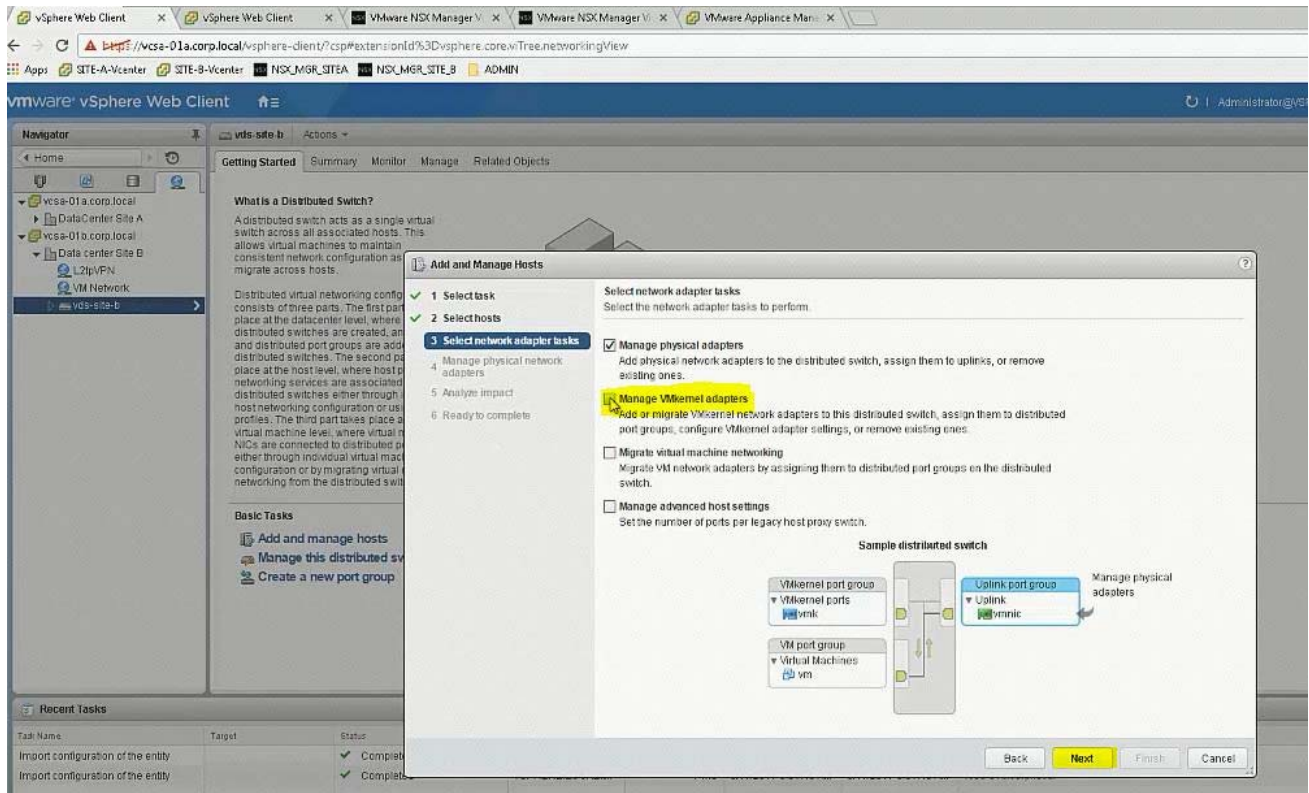 vSphere Web Client
vSphere Web Client
VMware NSX Manager V
VMware NSX Manager V
VMware Appliance Man
https://vcsa-01a.corp.local/vsphere-client/?csp#extensionId%3Dvsphere.core.viTree.networkingView
Apps SITE-A-Vcenter SITE-B-Vcenter NSX_MGR_SITEA NSX_MGR_SITE_B ADMIN
vmware® vSphere Web Client
Administrator@VSP
Navigator
Home
vcsa-01a.corp.local
DataCenter Site A
vcsa-01b.corp.local
Data center Site B
L2fpVPN
VM Network
vds-site-b
vds-site-b Actions
Getting Started Summary Monitor Manage Related Objects
What is a Distributed Switch?
A distributed switch acts as a single virtual
switch across all associated hosts. This
allows virtual machines to maintain
consistent network configuration as
migrate across hosts.
Distributed virtual networking config
consists of three parts. The first part
place at the datacenter level, where
distributed switches are created, an
and distributed port groups are adde
distributed switches. The second pa
place at the host level, where host p
networking services are associated
distributed switches either through i
host networking configuration or usi
profiles. The third part takes place a
virtual machine level, where virtual n
NICs are connected to distributed p
either through individual virtual mac
configuration or by migrating virtual
networking from the distributed swit
Basic Tasks
Add and manage hosts
Manage this distributed sw
Create a new port group
Add and Manage Hosts
1 Select task
2 Select hosts
3 Select network adapter tasks
4 Manage physical network
adapters
5 Analyze impact
6 Ready to complete
Select network adapter tasks
Select the network adapter tasks to perform.
Manage physical adapters
Add physical network adapters to the distributed switch, assign them to uplinks, or remove
existing ones.
Manage VMkernel adapters
Add or migrate VMkernel network adapters to this distributed switch, assign them to distributed
port groups, configure VMkernel adapter settings, or remove existing ones.
Migrate virtual machine networking
Migrate VM network adapters by assigning them to distributed port groups on the distributed
switch.
Manage advanced host settings
Set the number of ports per legacy host proxy switch.
Sample distributed switch
VMkernel port group
VMkernel ports
vmk
VM port group
Virtual Machines
vm
Uplink port group
Uplink
vmnic
Manage physical
adapters
Back Next Finish Cancel
Recent Tasks
Task Name Target Status
Import configuration of the entity Complet
Import configuration of the entity Complete